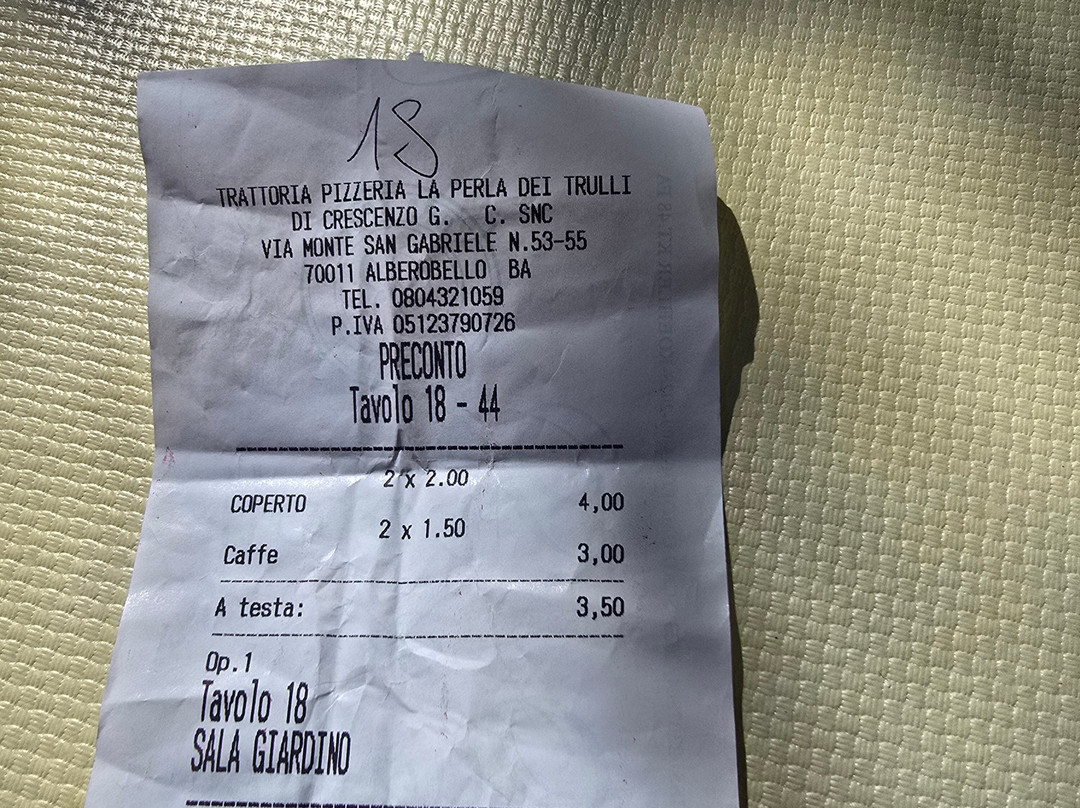 18
TRATTORIA PIZZERIA LA PERLA DEI TRULLI
DI CRESCENZO G. C. SNC
VIA MONTE SAN GABRIELE N.53-55
70011 ALBEROBELLO BA
TEL. 0804321059
P.IVA 05123790726
PRECONTO
Tavolo 18 - 44
2 x 2.00
COPERTO 4,00
2 x 1.50
Caffe 3,00
A testa: 3,50
Op.1
Tavolo 18
SALA GIARDINO